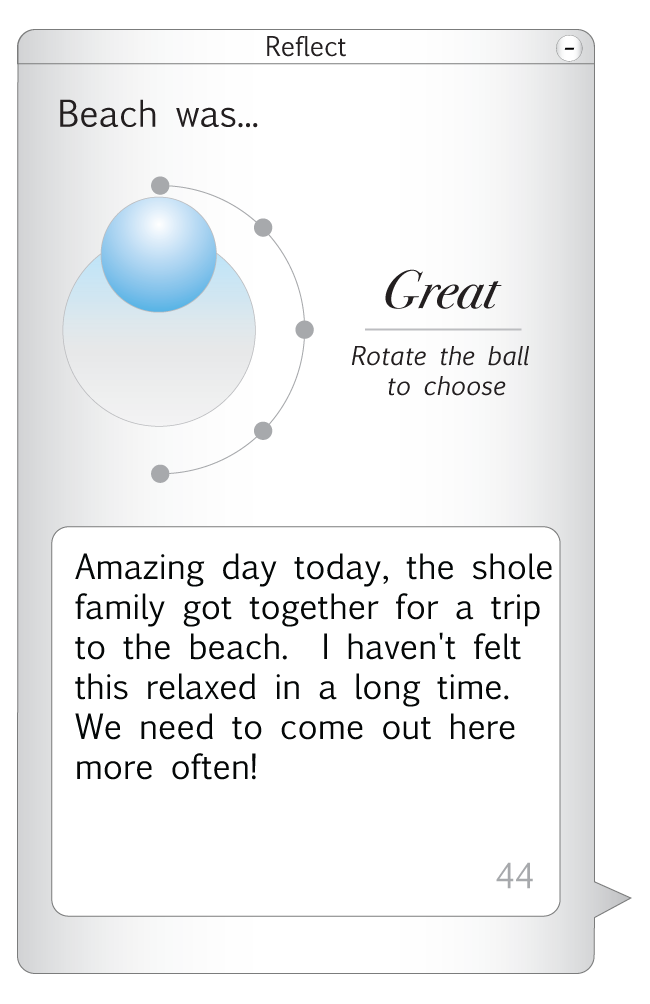 Reflect
-
Beach was...
Great
Rotate the ball
to choose
Amazing day today, the shole
family got together for a trip
to the beach. I haven't felt
this relaxed in a long time.
We need to come out here
more often!
44